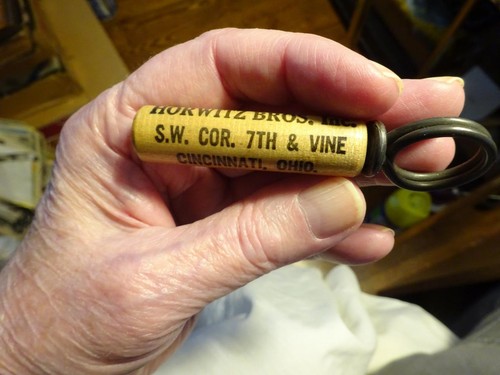 HORWITZ BROS. Inc.
S.W. COR. 7TH & VINE
CINCINNATI, OHIO.